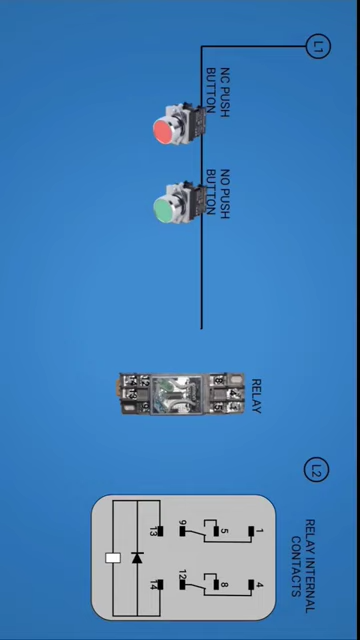 L1
NC PUSH
BUTTON
NO PUSH
BUTTON
RELAY
L2
RELAY INTERNAL
CONTACTS
1
5
9
13
4
8
12
14